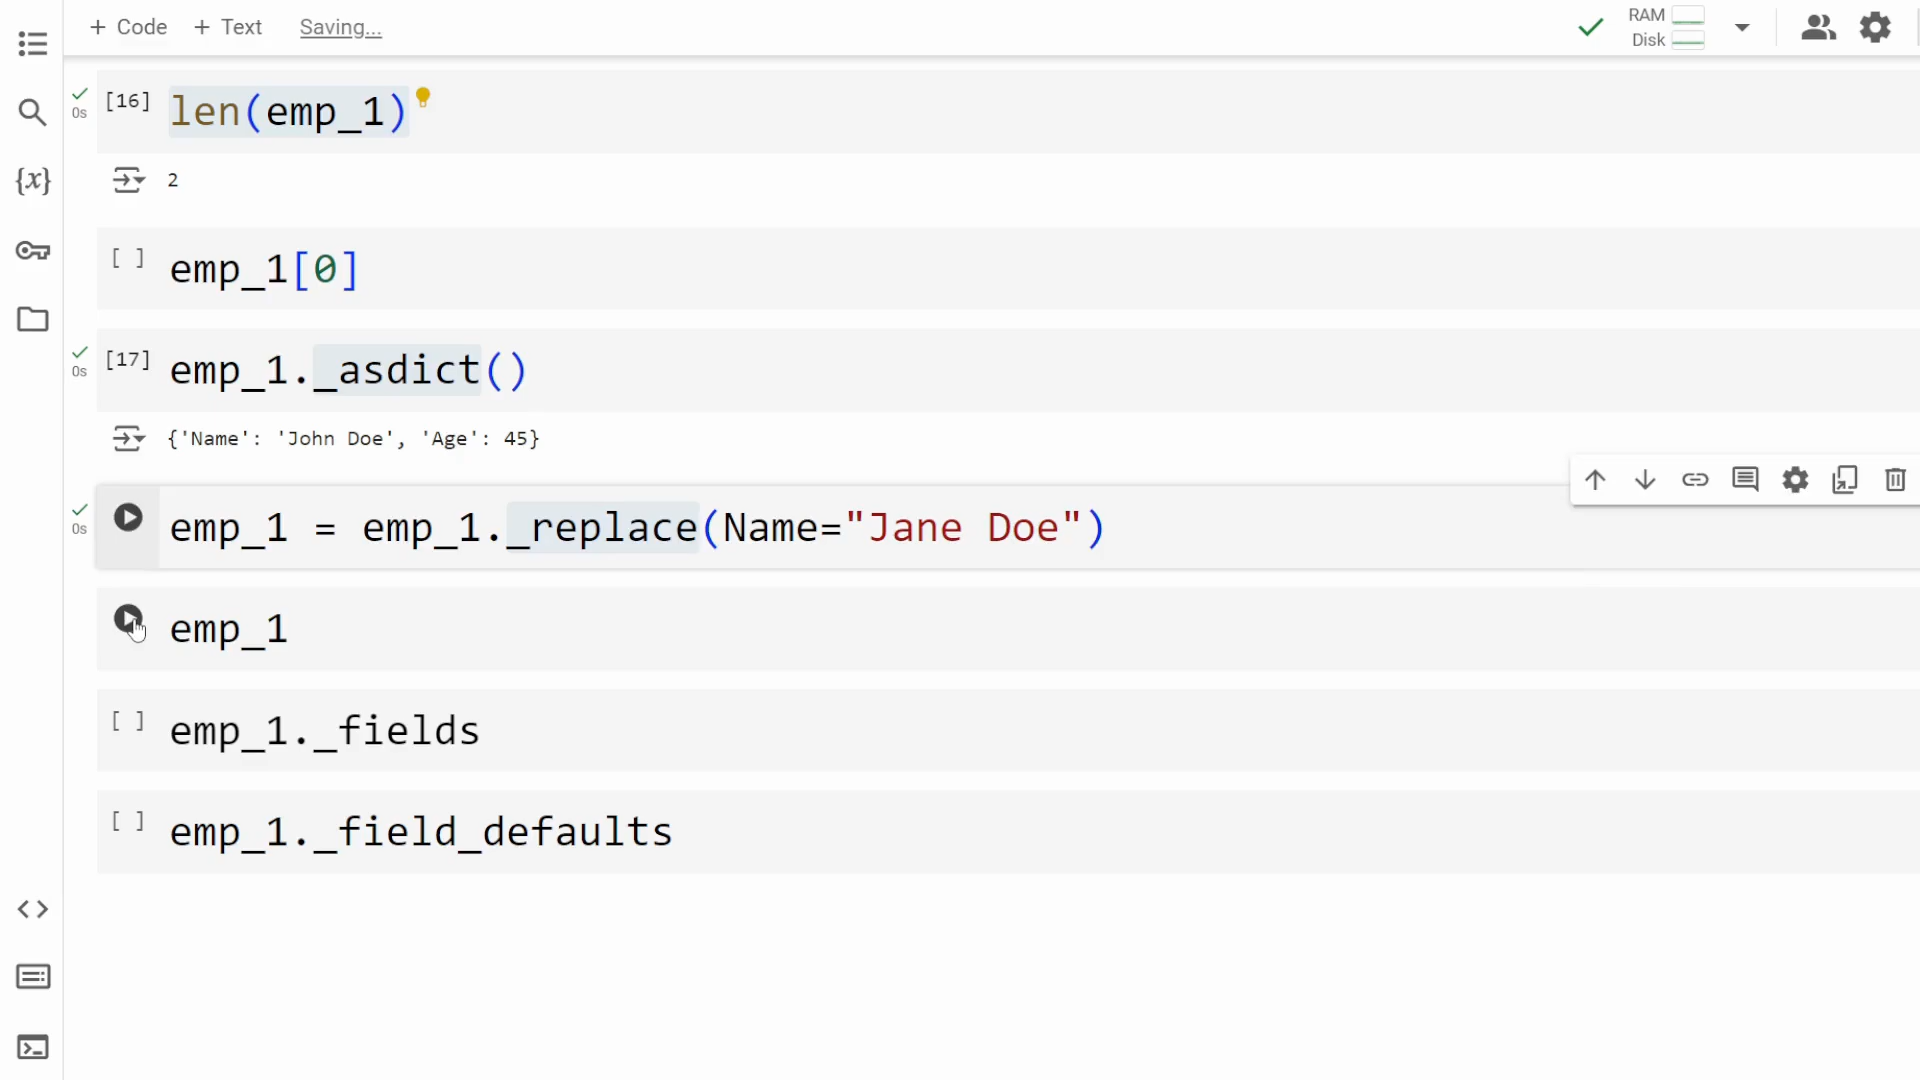 + Code + Text Saving...
RAM
Disk
0s [16] len(emp_1)
2
{x}
[ ] emp_1[0]
0s [17] emp_1._asdict()
{'Name': 'John Doe', 'Age': 45}
0s emp_1 = emp_1._replace(Name="Jane Doe")
emp_1
[ ] emp_1._fields
[ ] emp_1._field_defaults